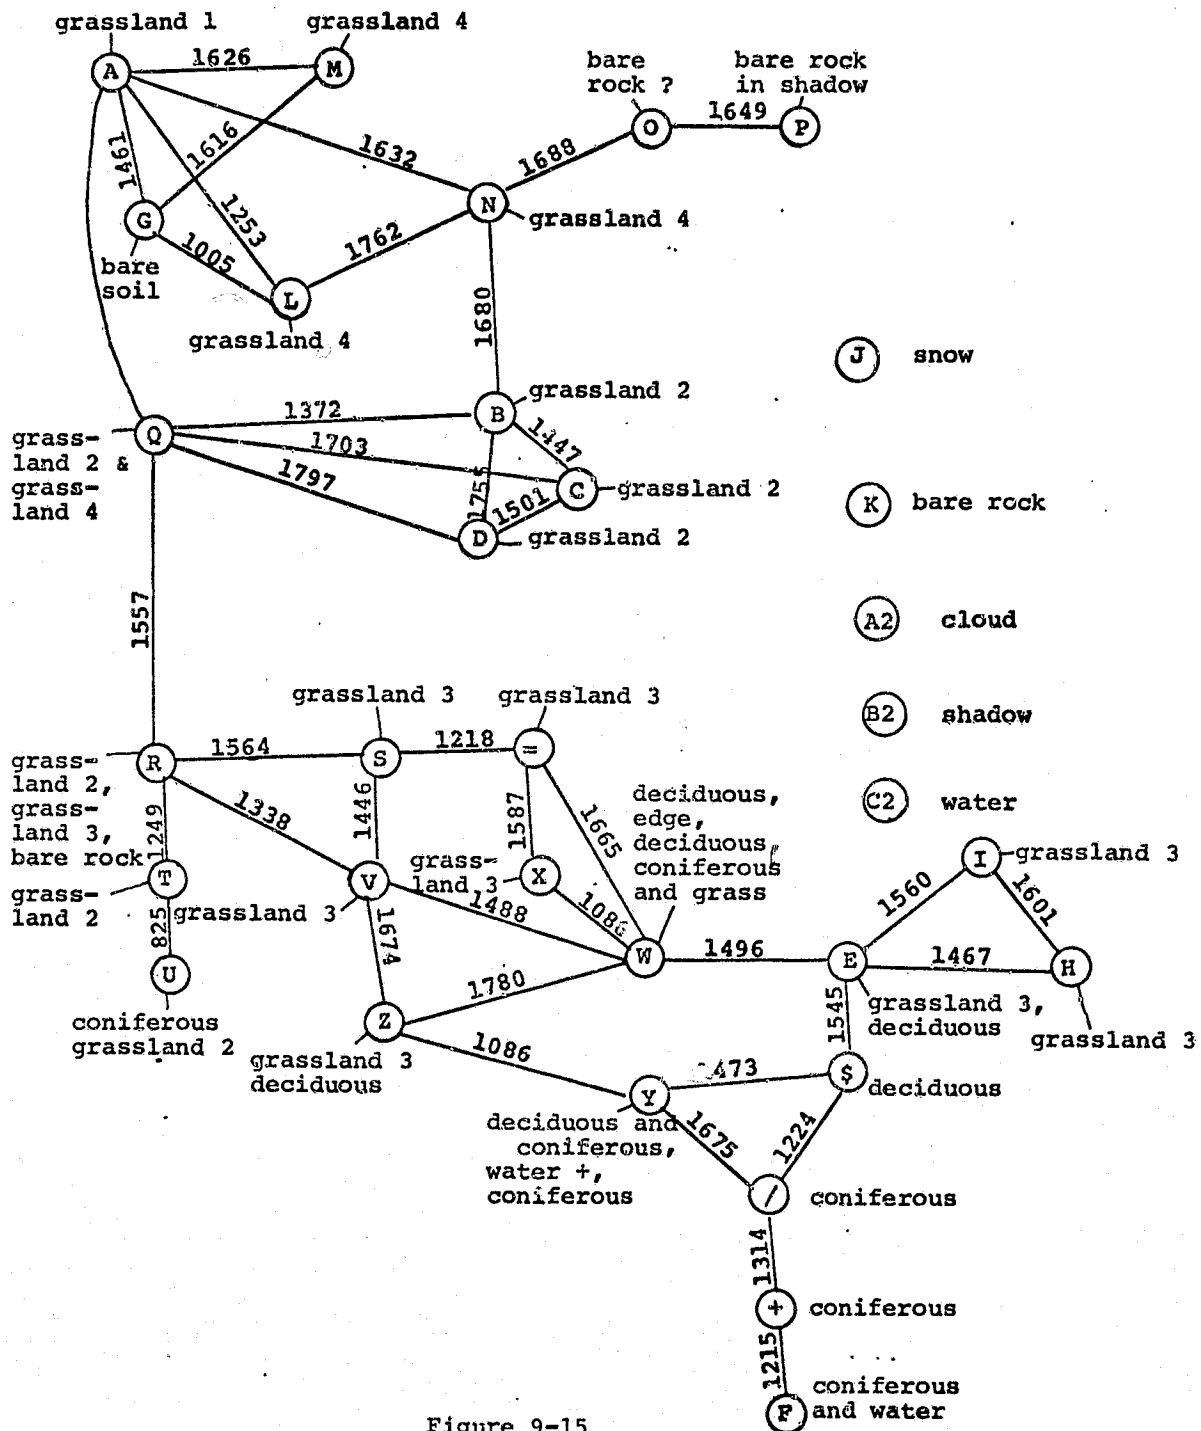 grassland 1
grassland 4
A
1626
M
bare
rock ?
bare rock
in shadow
O
1649
P
1461
1616
1632
1688
G
1253
N
grassland 4
1005
1762
bare
soil
L
grassland 4
1680
J
snow
grassland 2
Q
1372
B
grass-
land 2 &
grass-
land 4
1703
1447
1797
1755
1501
C
grassland 2
D
grassland 2
K
bare rock
1557
A2
cloud
B2
shadow
C2
water
grassland 3
grassland 3
grass-
land 2,
grass-
land 3,
bare rock
R
1564
S
1218
=
1249
1338
1446
1587
1665
deciduous,
edge,
deciduous,
coniferous
and grass
I
grassland 3
grass-
land 2
T
V
grass-
land 3
X
1560
1601
825
grassland 3
1488
1086
U
1674
W
1496
E
1467
H
coniferous
grassland 2
Z
1780
grassland 3,
deciduous
grassland 3
grassland 3
deciduous
1086
1545
Y
473
$
deciduous
deciduous and
coniferous,
water +,
coniferous
1675
1224
/
coniferous
1314
+
coniferous
1215
F
coniferous
and water
Figure 9-15